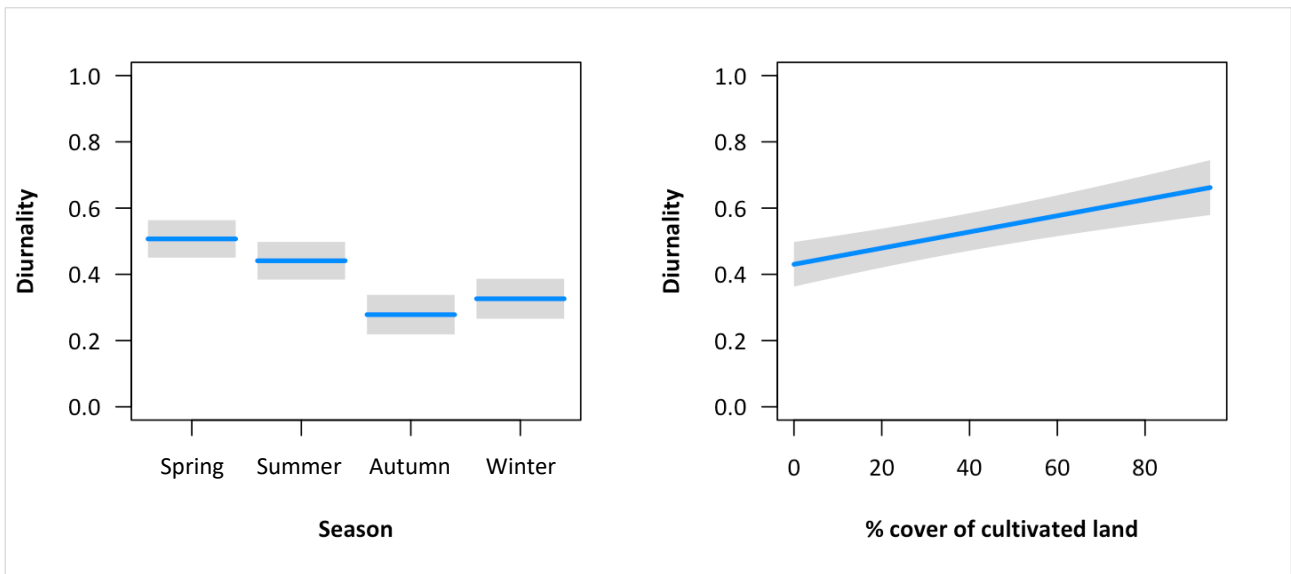 Diurnality
1.0
0.8
0.6
0.4
0.2
0.0
Spring Summer Autumn Winter
Season
Diurnality
1.0
0.8
0.6
0.4
0.2
0.0
0 20 40 60 80
% cover of cultivated land